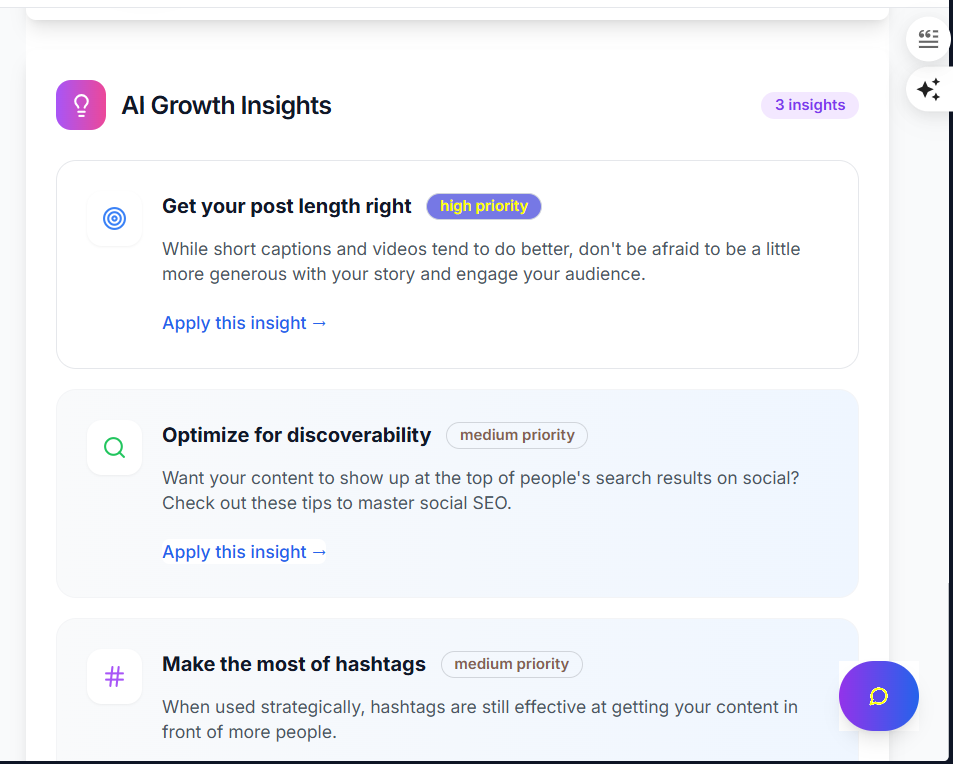 AI Growth Insights
3 insights
Get your post length right
high priority
While short captions and videos tend to do better, don't be afraid to be a little
more generous with your story and engage your audience.
Apply this insight →
Optimize for discoverability
medium priority
Want your content to show up at the top of people's search results on social?
Check out these tips to master social SEO.
Apply this insight →
Make the most of hashtags
medium priority
When used strategically, hashtags are still effective at getting your content in
front of more people.